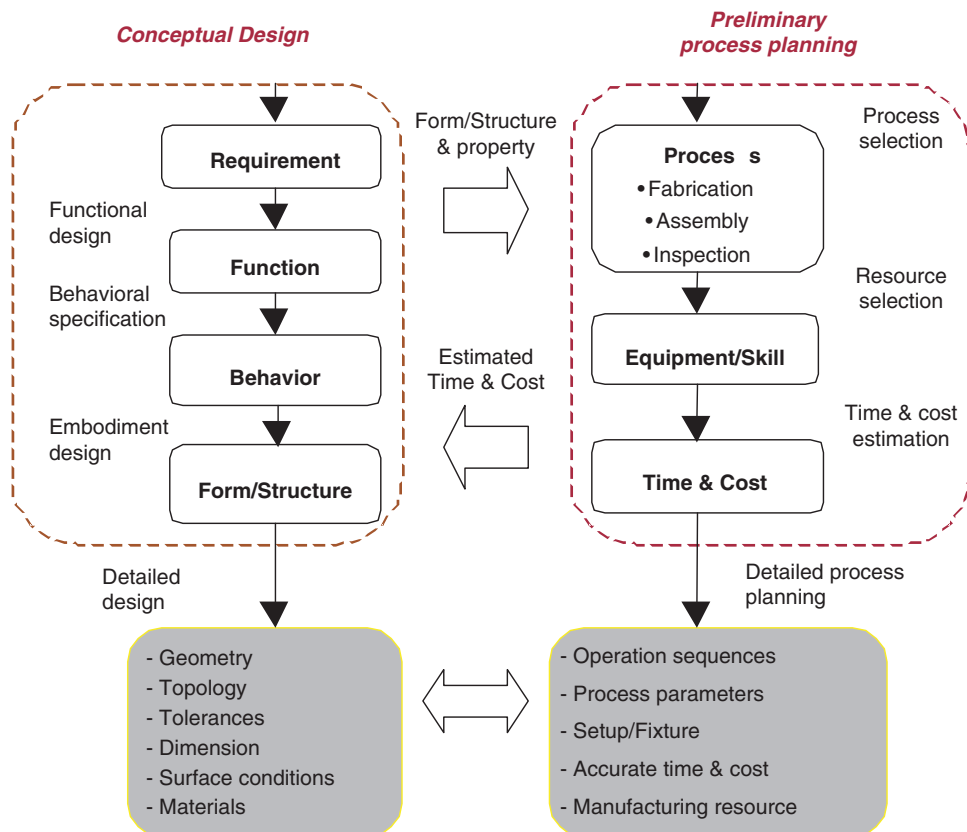 Conceptual Design
Preliminary
process planning
Requirement
Functional
design
Function
Behavioral
specification
Behavior
Embodiment
design
Form/Structure
Form/Structure
& property
Estimated
Time & Cost
Process
selection
Proces s
•Fabrication
•Assembly
•Inspection
Resource
selection
Equipment/Skill
Time & cost
estimation
Time & Cost
Detailed
design
Detailed process
planning
- Geometry
- Topology
- Tolerances
- Dimension
- Surface conditions
- Materials
- Operation sequences
- Process parameters
- Setup/Fixture
- Accurate time & cost
- Manufacturing resource